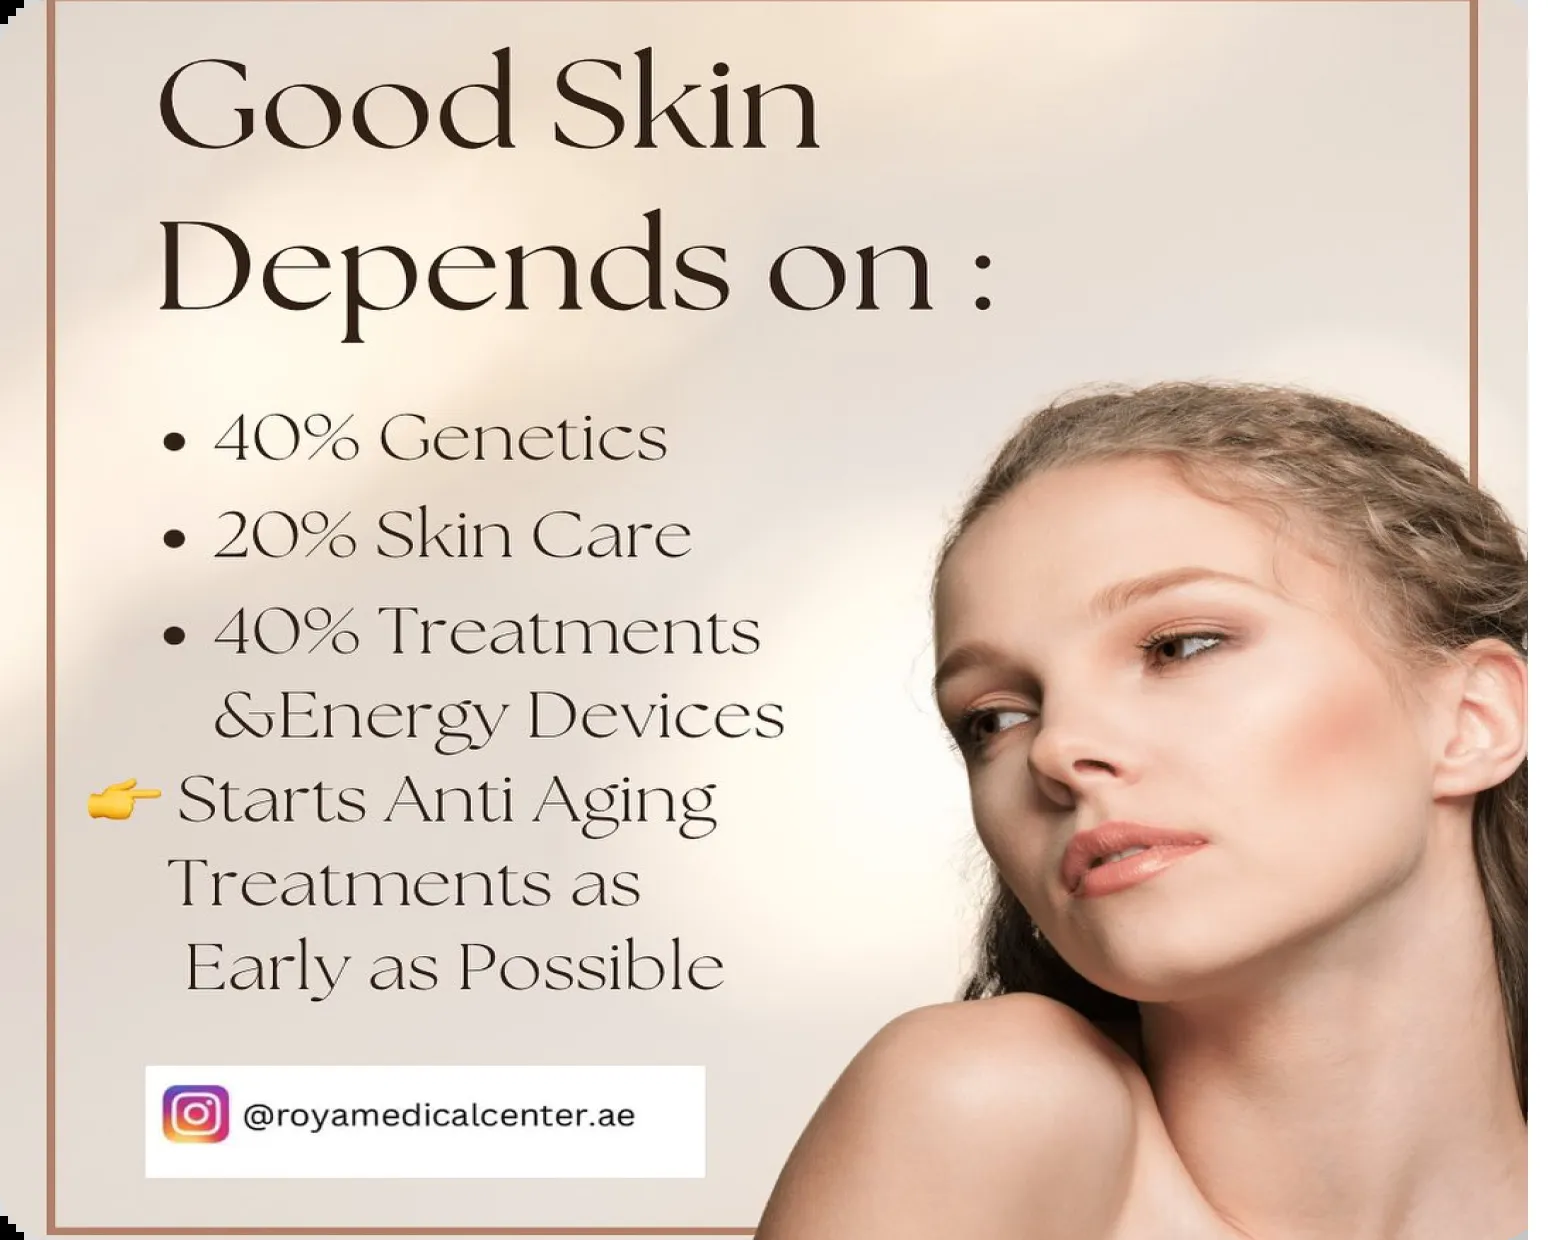 Good Skin
Depends on :
• 40% Genetics
• 20% Skin Care
• 40% Treatments
&Energy Devices
👉 Starts Anti Aging
Treatments as
Early as Possible
@royamedicalcenter.ae